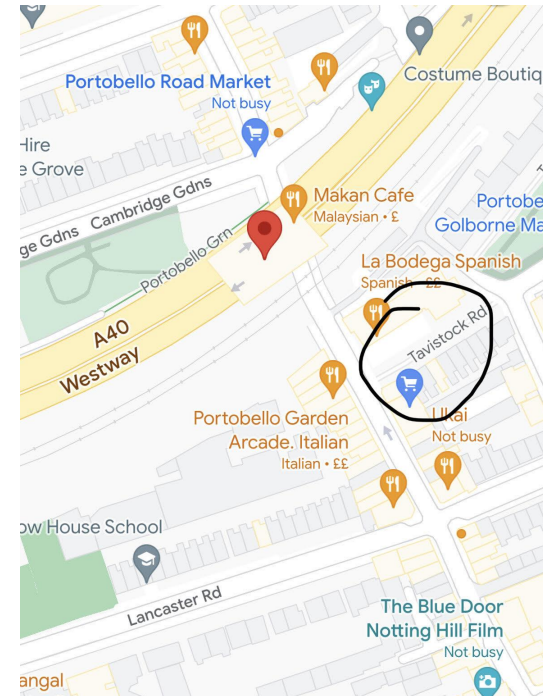 Costume Boutiq
Portobello Road Market
Not busy
Hire
e Grove
Makan Cafe
Malaysian • £
Cambridge Gdns
ge Gdns
Portobe
Golborne Ma
Portobello Grn
La Bodega Spanish
Spanish • ££
A40
Westway
Tavistock Rd
Portobello Garden
Arcade. Italian
Italian • ££
Ukai
Not busy
ow House School
Lancaster Rd
The Blue Door
Notting Hill Film
Not busy
angal